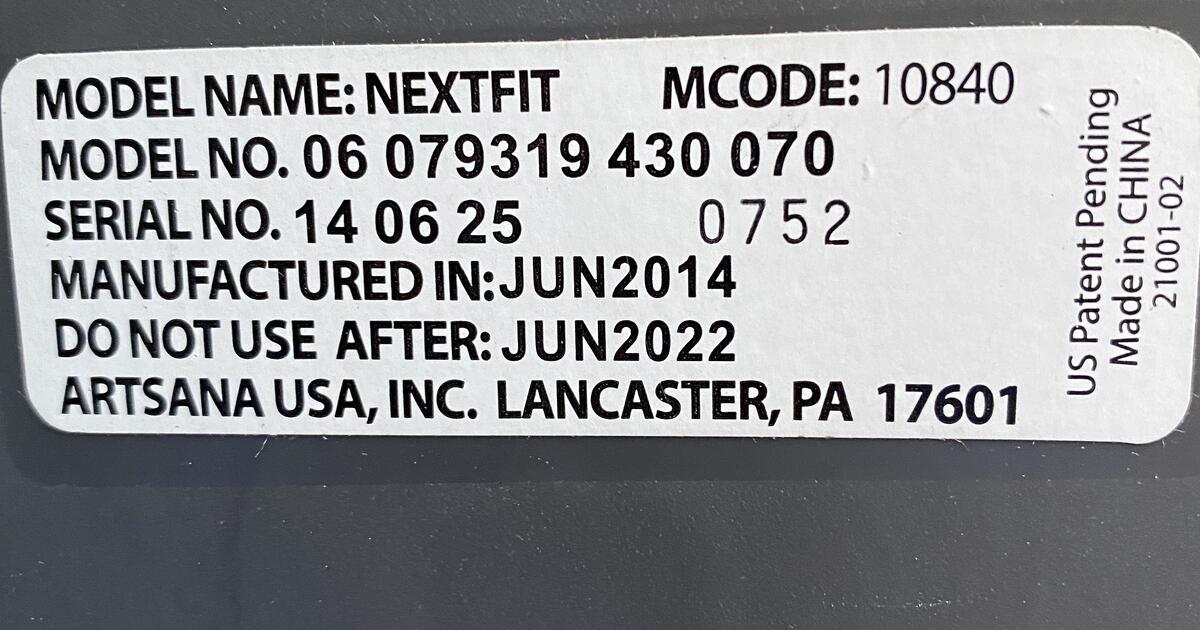 MODEL NAME: NEXTFIT MCODE: 10840
MODEL NO. 06 079319 430 070
SERIAL NO. 14 06 25 0752
MANUFACTURED IN: JUN2014
DO NOT USE AFTER: JUN2022
ARTSANA USA, INC. LANCASTER, PA 17601
US Patent Pending
Made in CHINA
21001-02